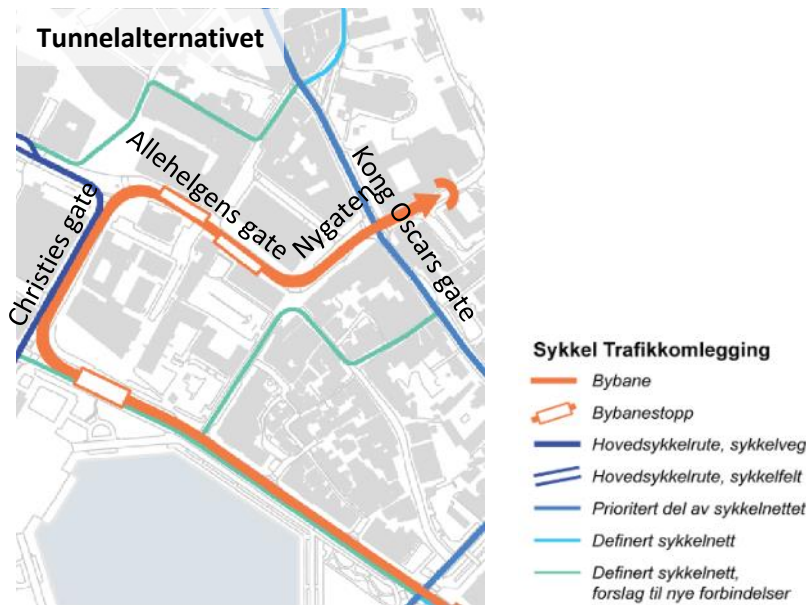 Tunnelalternativet
Allehelgens gate
Kong Oscars gate
Nygaten
Christies gate
Sykkel Trafikkomlegging
Bybane
Bybanestopp
Hovedsykkelrute, sykkelveg
Hovedsykkelrute, sykkelfelt
Prioritert del av sykkelnettet
Definert sykkelnett
Definert sykkelnett,
forslag til nye forbindelser